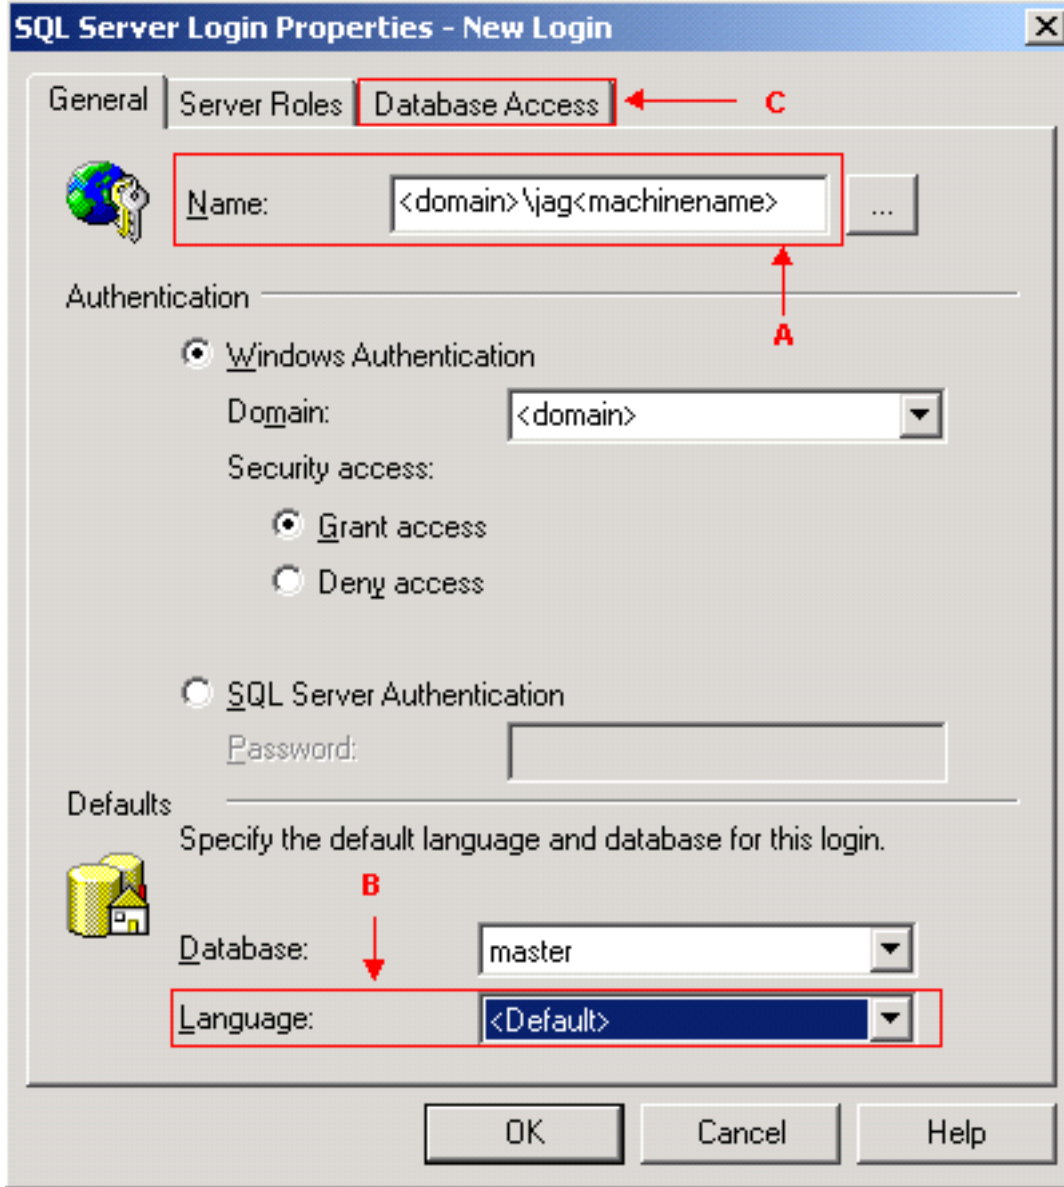 SQL Server Login Properties - New Login
General Server Roles Database Access C
Name: <domain>\jag<machinename> ...
A
Authentication
Windows Authentication
Domain: <domain>
Security access:
Grant access
Deny access
SQL Server Authentication
Password:
Defaults
Specify the default language and database for this login.
B
Database: master
Language: <Default>
OK Cancel Help